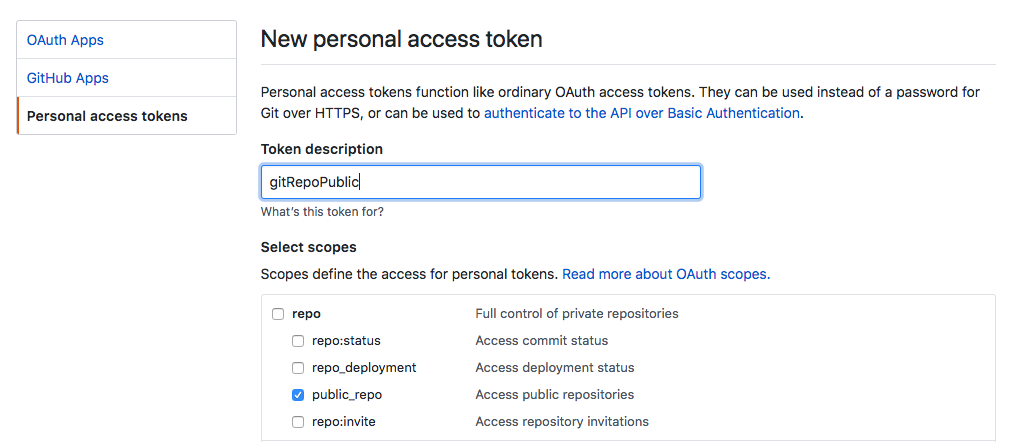 OAuth Apps
GitHub Apps
Personal access tokens
New personal access token
Personal access tokens function like ordinary OAuth access tokens. They can be used instead of a password for
Git over HTTPS, or can be used to authenticate to the API over Basic Authentication.
Token description
gitRepoPublic
What's this token for?
Select scopes
Scopes define the access for personal tokens. Read more about OAuth scopes.
repo Full control of private repositories
repo:status Access commit status
repo_deployment Access deployment status
public_repo Access public repositories
repo:invite Access repository invitations